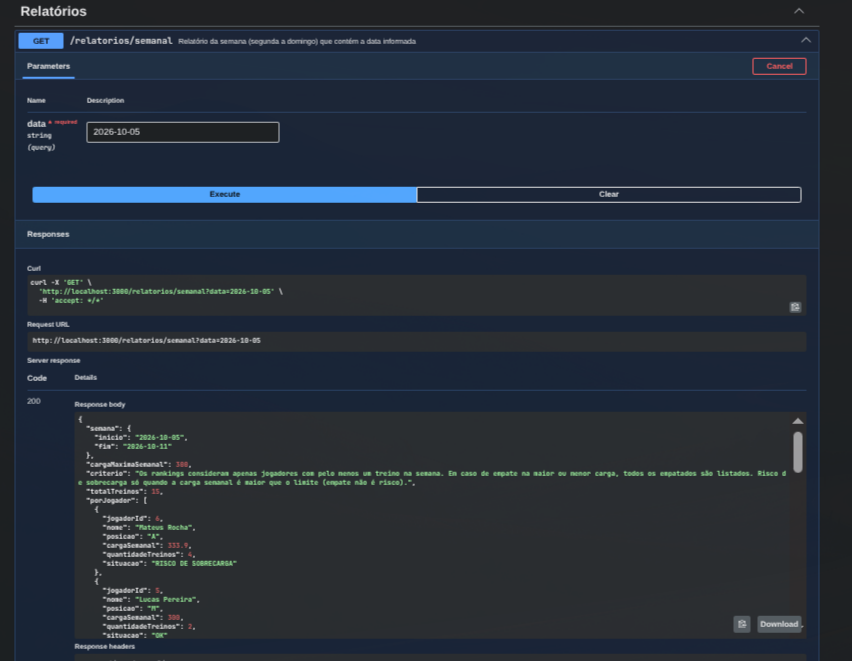 Relatórios
GET /relatorios/semanal Relatório da semana (segunda a domingo) que contém a data informada
Parameters
Cancel
Name Description
data * required
string
(query)
2026-10-05
Execute Clear
Responses
Curl
curl -X 'GET' \
'http://localhost:3000/relatorios/semanal?data=2026-10-05' \
-H 'accept: */*'
Request URL
http://localhost:3000/relatorios/semanal?data=2026-10-05
Server response
Code Details
200
Response body
{
"semana": {
"inicio": "2026-10-05",
"fim": "2026-10-11"
},
"cargaMaximaSemanal":
"criterio": "Os rankings consideram apenas jogadores com pelo menos um treino na semana. Em caso de empate na maior ou menor carga, todos os empatados são listados. Risco d
e sobrecarga só quando a carga semanal é maior que o limite (empate não é risco).",
"totalTreinos": 15,
"porJogador": [
{
"jogadorId": 6,
"nome": "Mateus Rocha",
"posicao": "A",
"cargaSemanal": 333.9,
"quantidadeTreinos": 4,
"situacao": "RISCO DE SOBRECARGA"
},
{
"jogadorId": 5,
"nome": "Lucas Pereira",
"posicao": "M",
"cargaSemanal": 300,
"quantidadeTreinos": 2,
"situacao": "OK"
Download
Response headers